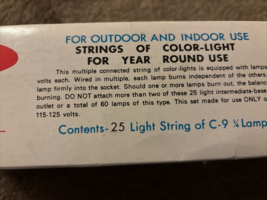 FOR OUTDOOR AND INDOOR USE
STRINGS OF COLOR-LIGHT
FOR YEAR ROUND USE
This multiple connected string of color-lights is equipped with lamps
volts each. Wired in multiple, each lamp burns independent of the others.
lamp firmly into the socket. Should one or more lamps burn out, the balanc
burning. DO NOT attach more than two of these 25 light intermediate-base
outlet or a total of 60 lamps of this type. This set made for use ONLY o
115-125 volts.
Contents-25 Light String of C-9 ¼ Lamp